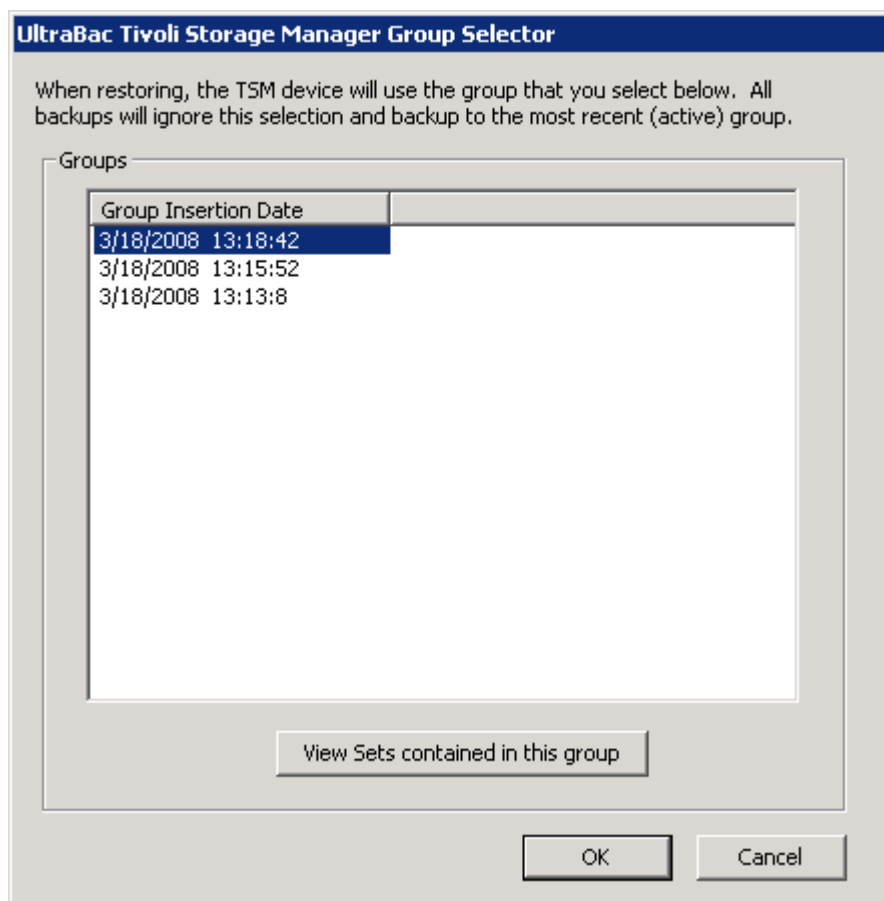 UltraBac Tivoli Storage Manager Group Selector
When restoring, the TSM device will use the group that you select below.  All
backups will ignore this selection and backup to the most recent (active) group.
Groups
Group Insertion Date
3/18/2008  13:18:42
3/18/2008  13:15:52
3/18/2008  13:13:8
View Sets contained in this group
OK
Cancel